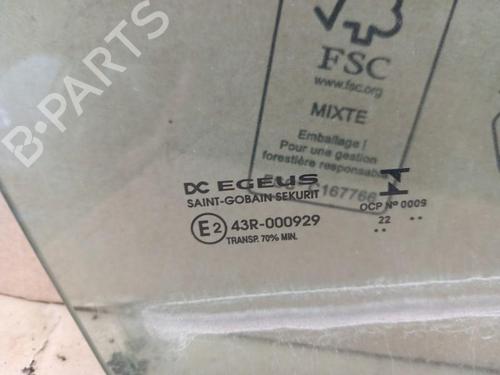 B-PARTS
FSC
www.fsc.org
MIXTE
Emballage !
Pour une gestion
forestière responsable
C167766
DC EGEUS
SAINT-GOBAIN SEKURIT
E2 43R-000929
TRANSP. 70% MIN.
OCP Nº 0009
22